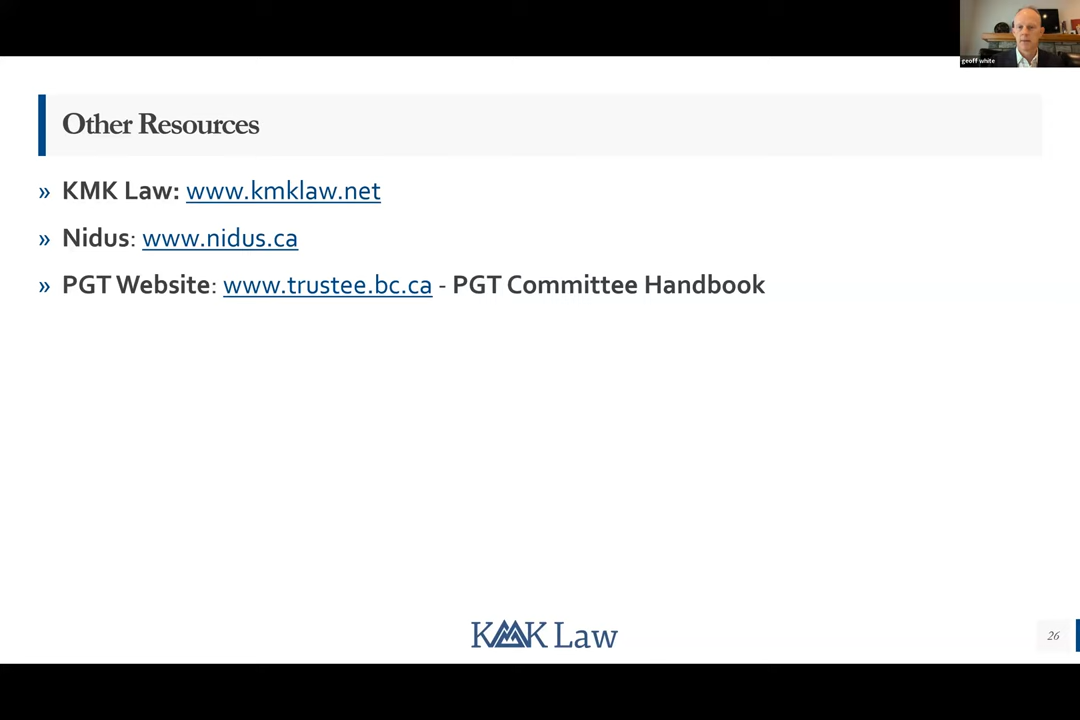 geoff white
Other Resources
» KMK Law: www.kmklaw.net
» Nidus: www.nidus.ca
» PGT Website: www.trustee.bc.ca - PGT Committee Handbook
KMK Law
26